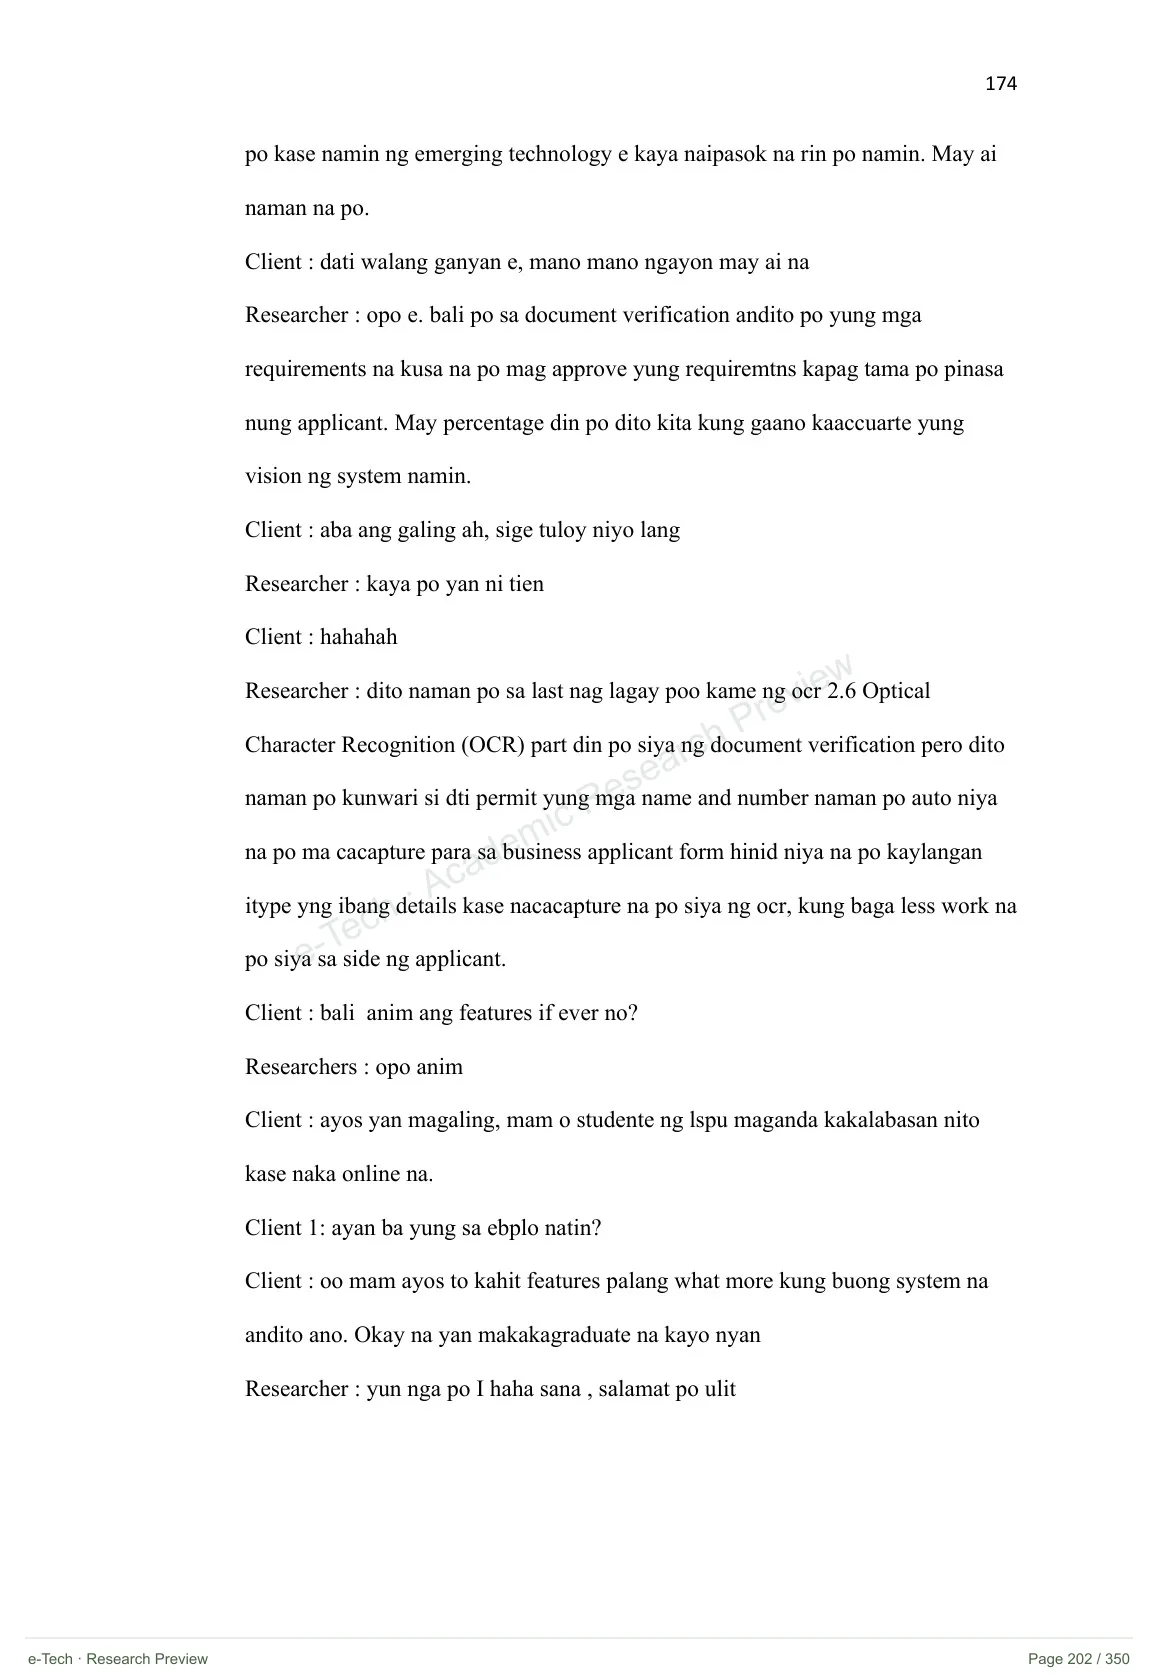 174
po kase namin ng emerging technology e kaya naipasok na rin po namin. May ai
naman na po.
Client : dati walang ganyan e, mano mano ngayon may ai na
Researcher : opo e. bali po sa document verification andito po yung mga
requirements na kusa na po mag approve yung requiremtns kapag tama po pinasa
nung applicant. May percentage din po dito kita kung gaano kaaccuarte yung
vision ng system namin.
Client : aba ang galing ah, sige tuloy niyo lang
Researcher : kaya po yan ni tien
Client : hahahah
Researcher : dito naman po sa last nag lagay poo kame ng ocr 2.6 Optical
Character Recognition (OCR) part din po siya ng document verification pero dito
naman po kunwari si dti permit yung mga name and number naman po auto niya
na po ma cacapture para sa business applicant form hinid niya na po kaylangan
itype yng ibang details kase nacacapture na po siya ng ocr, kung baga less work na
po siya sa side ng applicant.
Client : bali  anim ang features if ever no?
Researchers : opo anim
Client : ayos yan magaling, mam o studente ng lspu maganda kakalabasan nito
kase naka online na.
Client 1: ayan ba yung sa ebplo natin?
Client : oo mam ayos to kahit features palang what more kung buong system na
andito ano. Okay na yan makakagraduate na kayo nyan
Researcher : yun nga po I haha sana , salamat po ulit
e-Tech · Academic Research Preview
e-Tech · Research Preview
Page 202 / 350